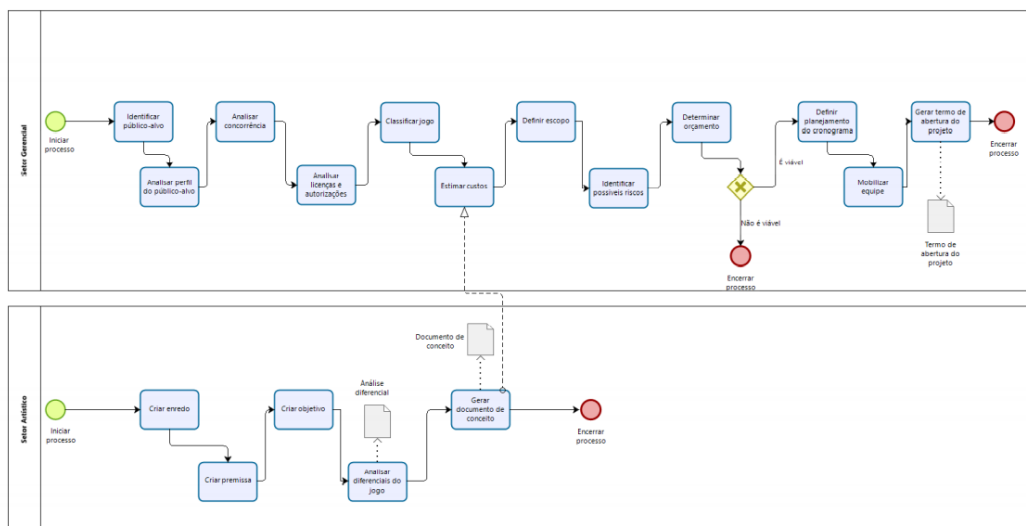 Setor Gerencial
Iniciar
processo
Identificar
público-alvo
Analisar perfil
do público-alvo
Analisar
concorrência
Analisar
licenças e
autorizações
Classificar jogo
Estimar custos
Definir escopo
Identificar
possíveis riscos
Determinar
orçamento
É viável
Não é viável
Encerrar
processo
Definir
planejamento
do cronograma
Mobilizar
equipe
Gerar termo de
abertura do
projeto
Termo de
abertura do
projeto
Encerrar
processo
Setor Artístico
Iniciar
processo
Criar enredo
Criar premissa
Criar objetivo
Análise
diferencial
Analisar
diferenciais do
jogo
Documento de
conceito
Gerar
documento de
conceito
Encerrar
processo